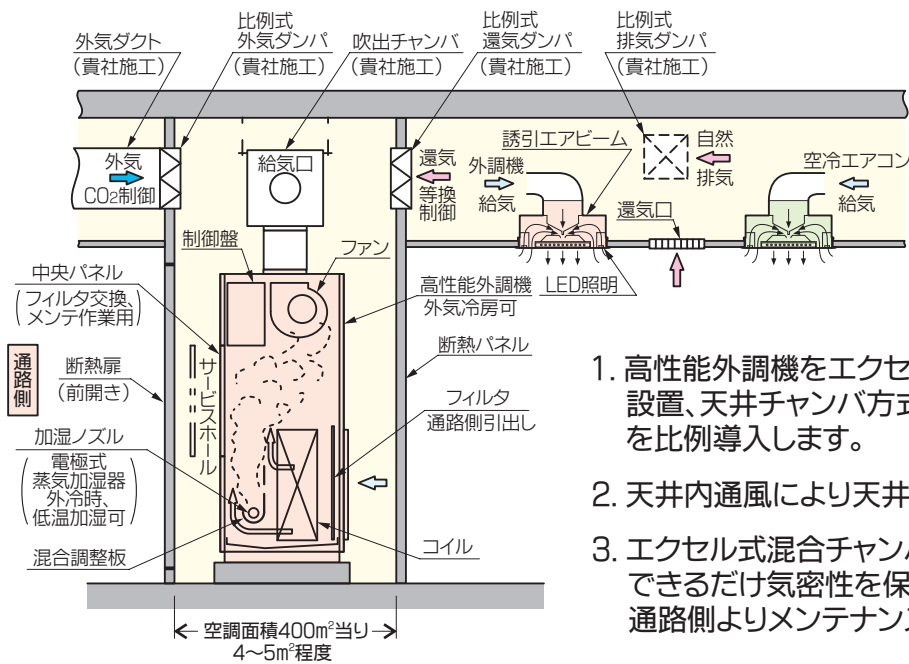 外気ダクト
(貴社施工)
比例式
外気ダンパ
(貴社施工)
吹出チャンバ
(貴社施工)
比例式
還気ダンパ
(貴社施工)
比例式
排気ダンパ
(貴社施工)
外気
CO2制御
給気口
還気
等換
制御
外調機
給気
誘引エアビーム
自然
排気
還気口
空冷エアコン
給気
制御盤
ファン
LED照明
中央パネル
(フィルタ交換、
メンテ作業用)
高性能外調機
外気冷房可
通路側
断熱扉
(前開き)
サービスホール
断熱パネル
フィルタ
通路側引出し
加湿ノズル
(電極式
蒸気加湿器
外冷時、
低温加湿可)
混合調整板
コイル
空調面積400m²当り
4〜5m²程度
1. 高性能外調機をエクセ
設置、天井チャンバ方式
を比例導入します。
2. 天井内通風により天井
3. エクセル式混合チャンバ
できるだけ気密性を保
通路側よりメンテナンス